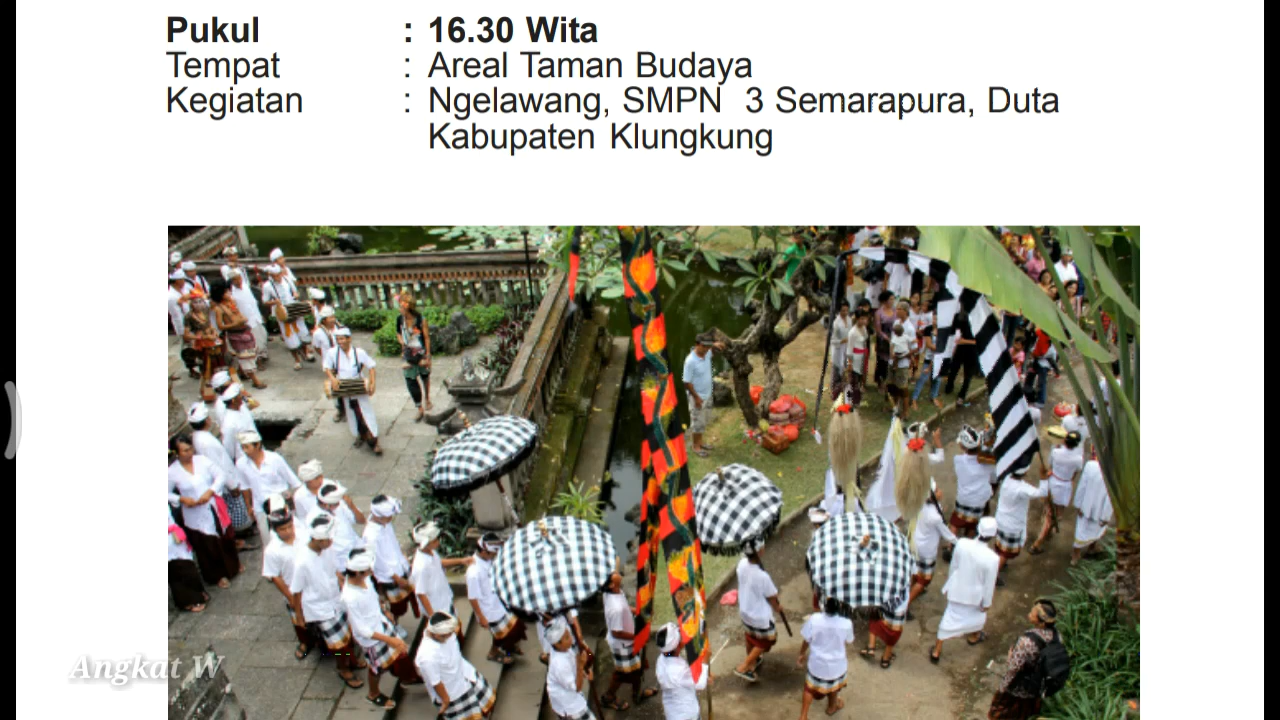 Pukul : 16.30 Wita
Tempat : Areal Taman Budaya
Kegiatan : Ngelawang, SMPN 3 Semarapura, Duta
Kabupaten Klungkung
Angkat W